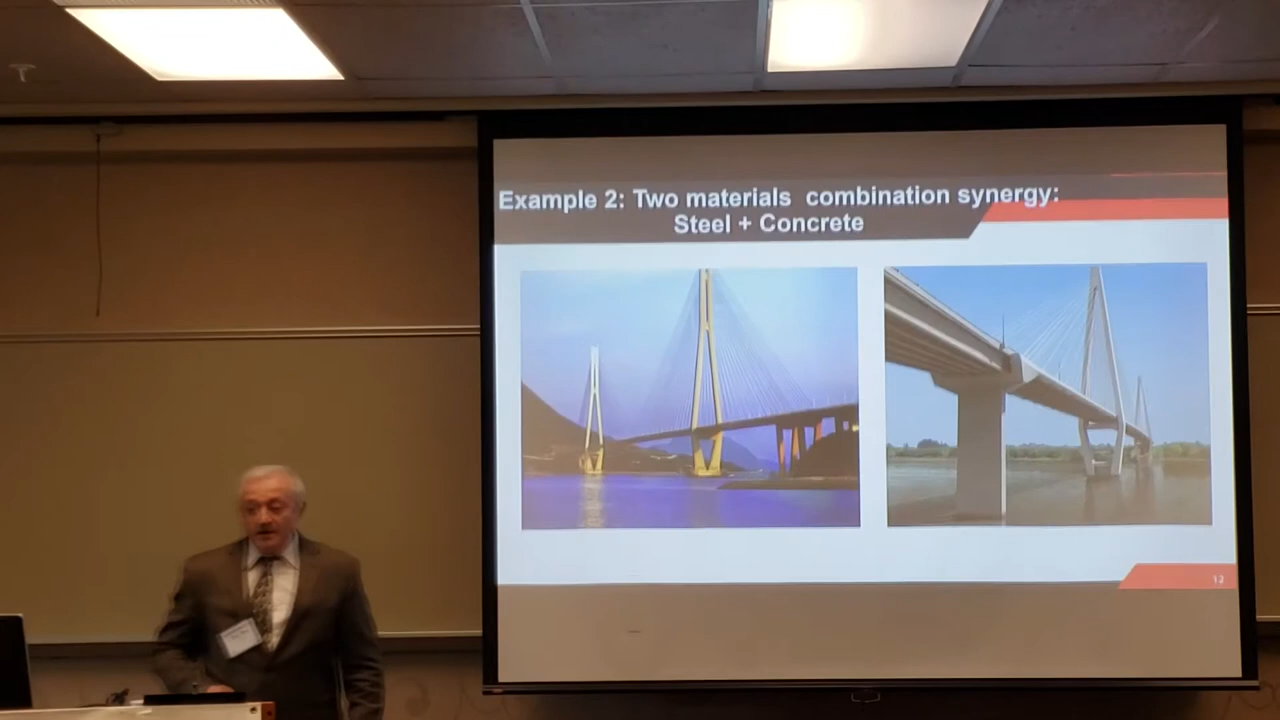 Example 2: Two materials combination synergy:
Steel + Concrete
12